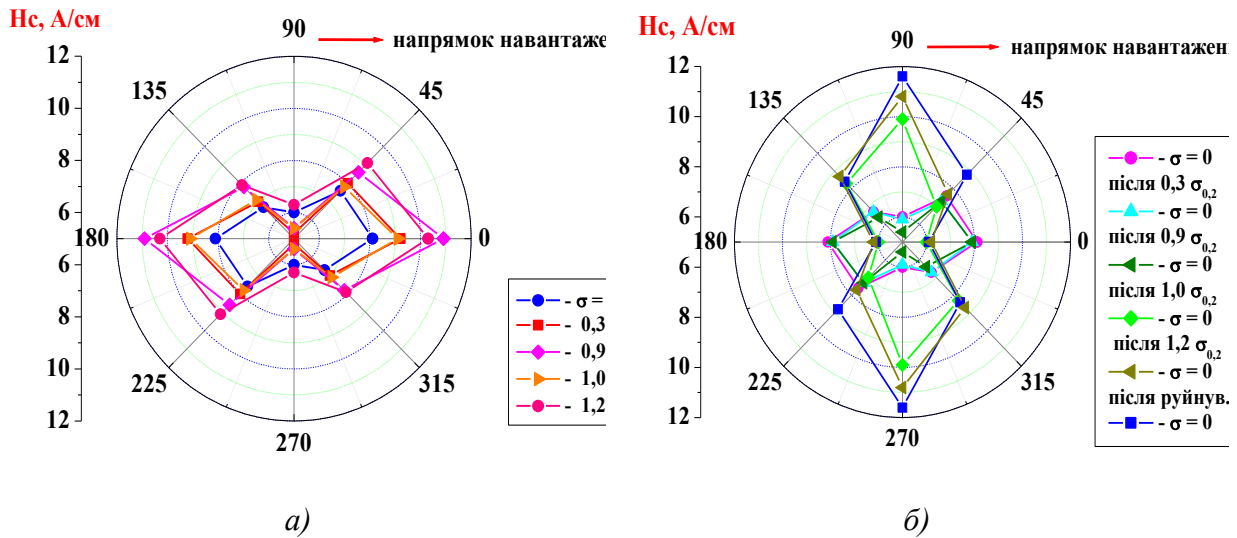 Нс, А/см
90
напрямок навантаже
12
10
8
6
180
6
8
10
12
135
45
0
225
315
270
- σ =
- 0,3
- 0,9
- 1,0
- 1,2
а)
Нс, А/см
90
напрямок навантажен
12
10
8
6
180
6
8
10
12
135
45
0
225
315
270
- σ = 0
після 0,3 σ0,2
- σ = 0
після 0,9 σ0,2
- σ = 0
після 1,0 σ0,2
- σ = 0
після 1,2 σ0,2
- σ = 0
після руйнув.
- σ = 0
б)